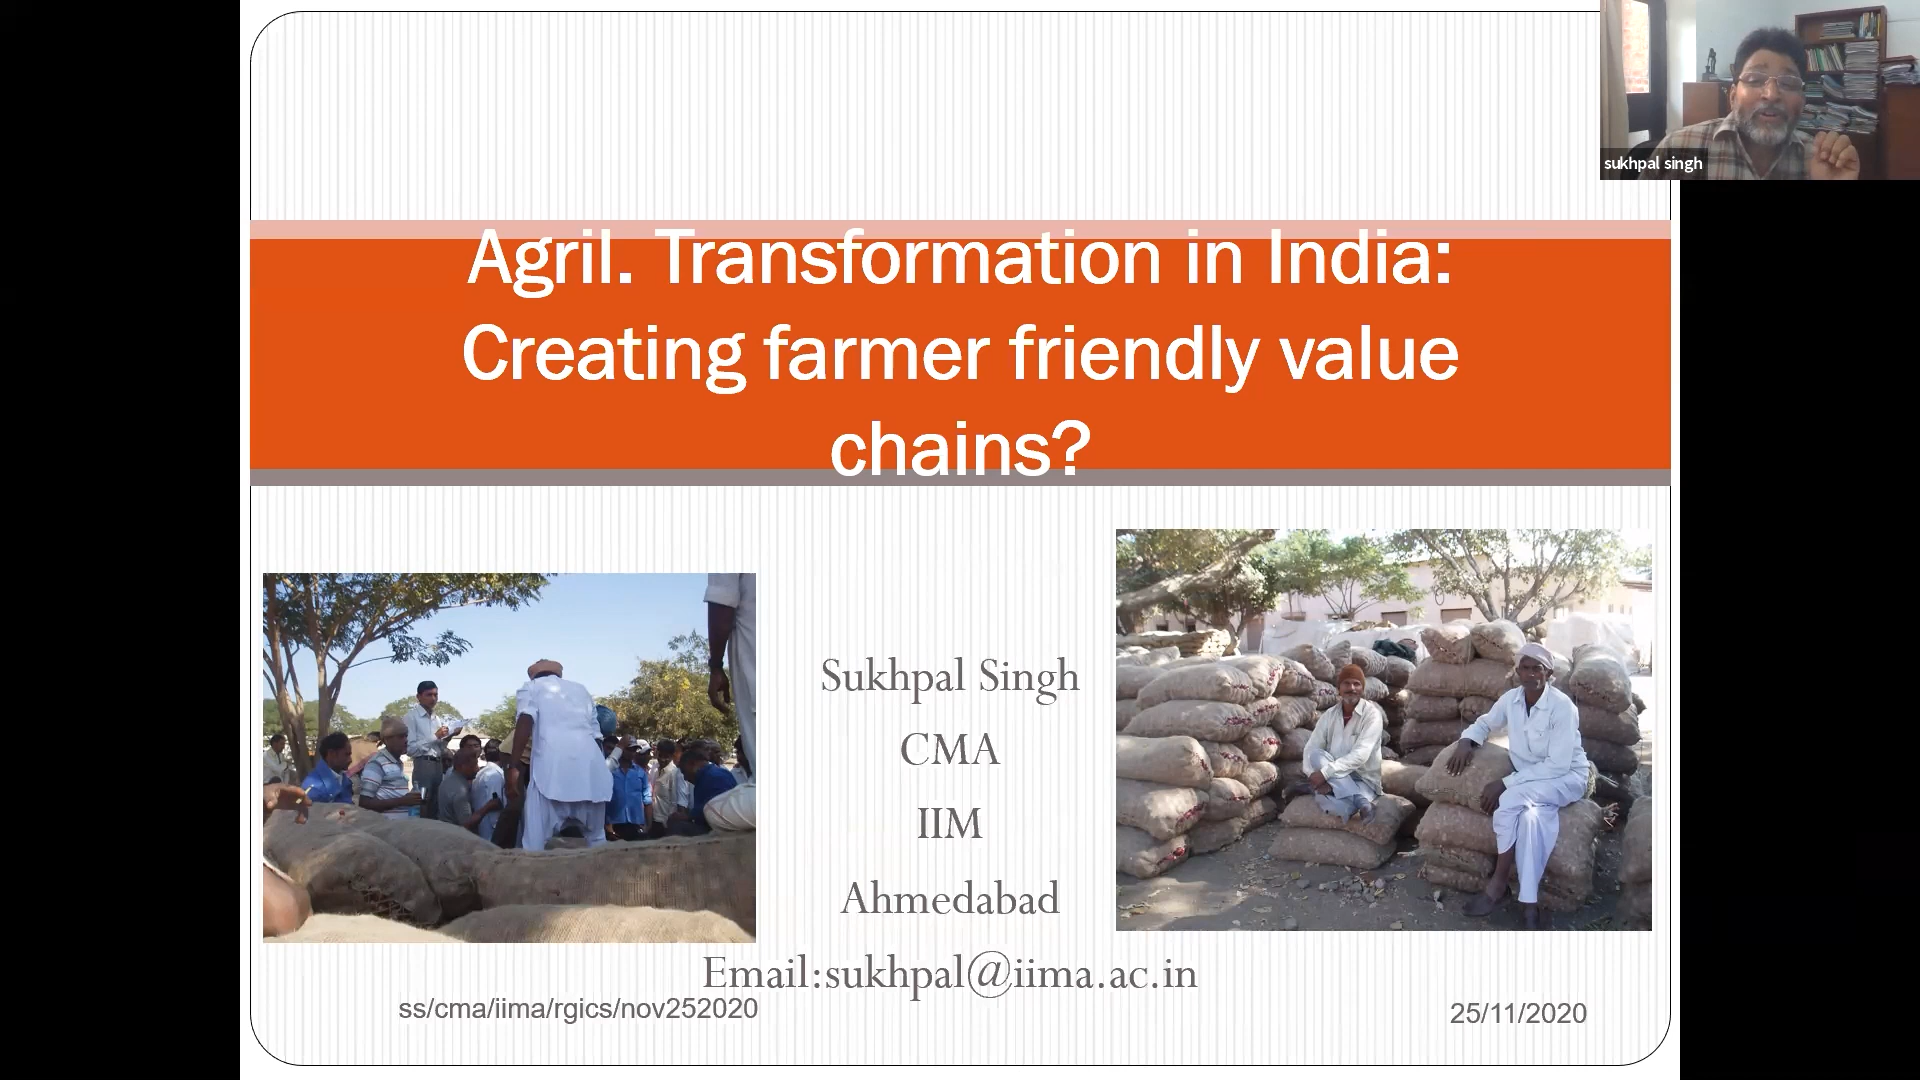 sukhpal singh
Agril. Transformation in India:
Creating farmer friendly value
chains?
Sukhpal Singh
CMA
IIM
Ahmedabad
Email:sukhpal@iima.ac.in
ss/cma/iima/rgics/nov252020
25/11/2020